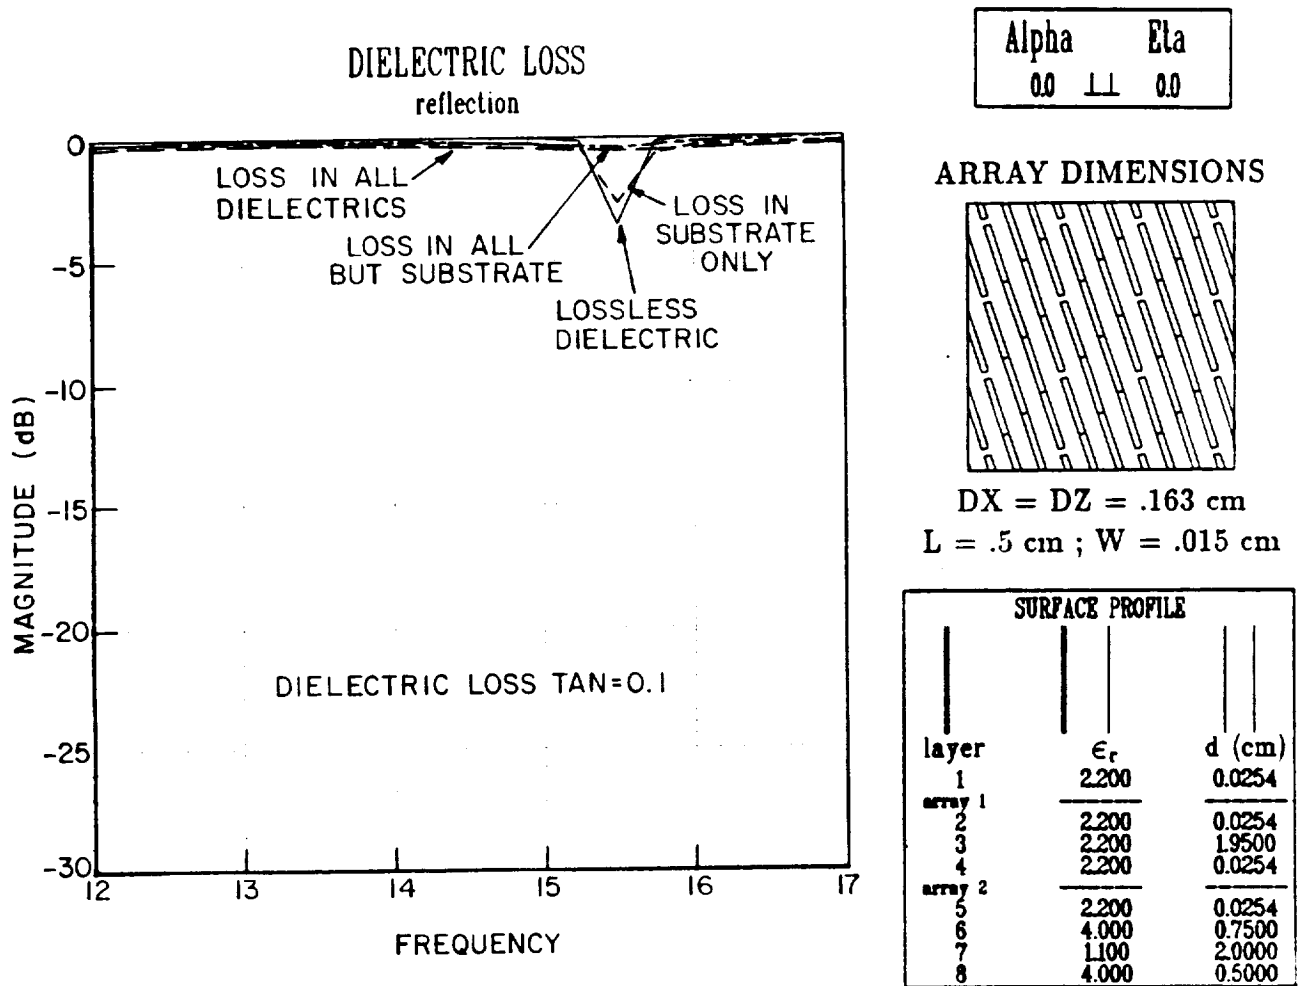 DIELECTRIC LOSS
reflection
0
-5
-10
-15
-20
-25
-30
MAGNITUDE (dB)
LOSS IN ALL
DIELECTRICS
LOSS IN ALL
BUT SUBSTRATE
LOSS IN
SUBSTRATE
ONLY
LOSSLESS
DIELECTRIC
DIELECTRIC LOSS TAN=0.1
12 13 14 15 16 17
FREQUENCY
Alpha Eta
0.0 ⊥⊥ 0.0
ARRAY DIMENSIONS
DX = DZ = .163 cm
L = .5 cm ; W = .015 cm
SURFACE PROFILE
layer ϵr d (cm)
1 2.200 0.0254
array 1
2 2.200 0.0254
3 2.200 1.9500
4 2.200 0.0254
array 2
5 2.200 0.0254
6 4.000 0.7500
7 1.100 2.0000
8 4.000 0.5000